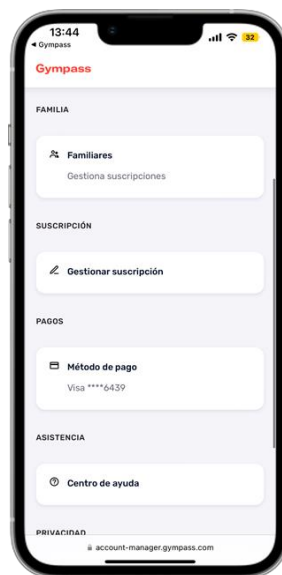 13:44
32
◀ Gympass
Gympass
FAMILIA
Familiares
Gestiona suscripciones
SUSCRIPCIÓN
Gestionar suscripción
PAGOS
Método de pago
Visa ****6439
ASISTENCIA
Centro de ayuda
PRIVACIDAD
account-manager.gympass.com